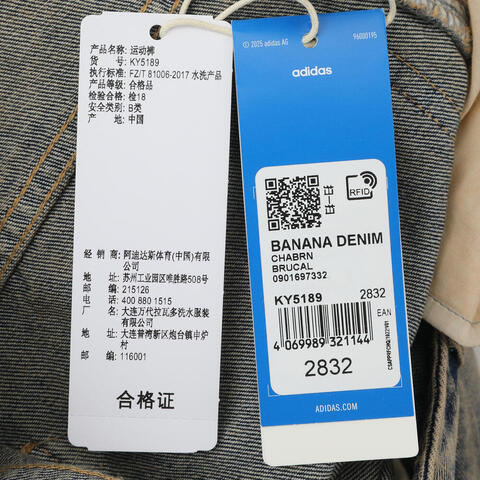 产品名称: 运动裤
货 号: KY5189
执行标准: FZ/T 81006-2017 水洗产品
产品等级: 合格品
检验合格: 检18
安全类别: B类
产 地: 中国
经 销 商: 阿迪达斯体育(中国)有限
公司
地 址: 苏州工业园区唯胜路508号
邮 编: 215126
电 话: 400 880 1515
厂 名: 大连万代拉瓦多洗水服装
有限公司
地 址: 大连普湾新区炮台镇中炉
村
邮 编: 116001
合格证
© 2025 adidas AG
96000195
adidas
RFID
BANANA DENIM
CHABRN
BRUCAL
0901697332
KY5189 2832
EAN
4 069989 321144
2832
ADIDAS.COM